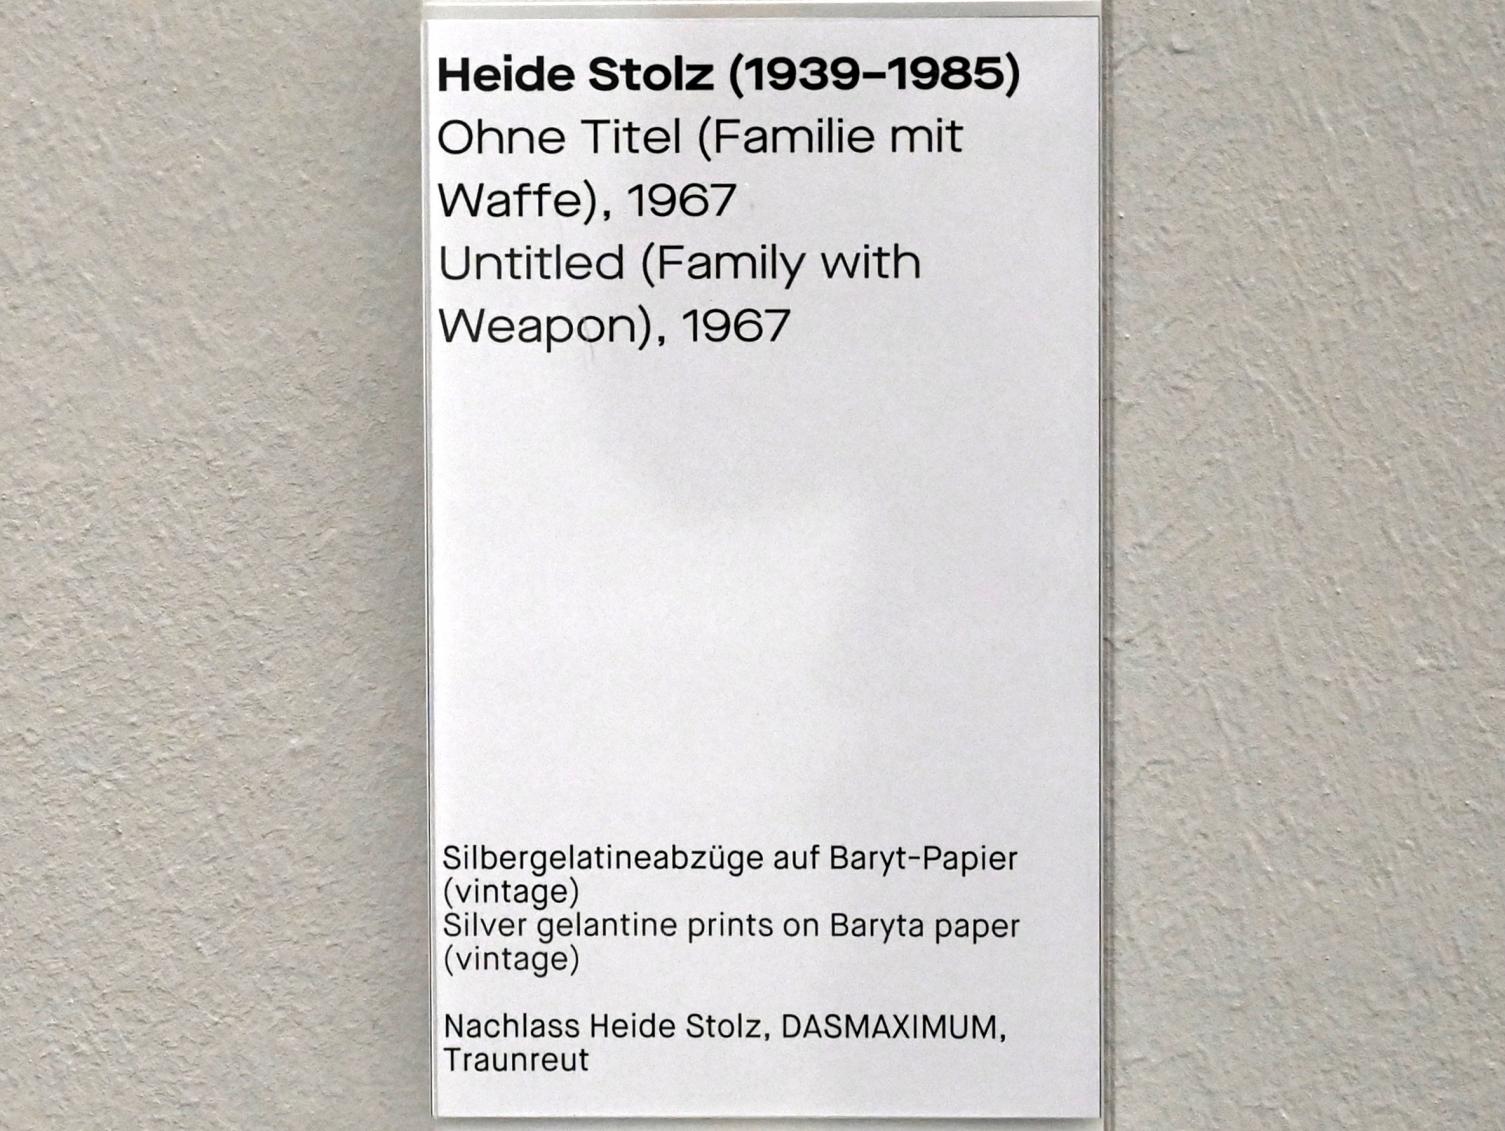 Heide Stolz (1939–1985)
Ohne Titel (Familie mit
Waffe), 1967
Untitled (Family with
Weapon), 1967
Silbergelatineabzüge auf Baryt-Papier
(vintage)
Silver gelantine prints on Baryta paper
(vintage)
Nachlass Heide Stolz, DASMAXIMUM,
Traunreut